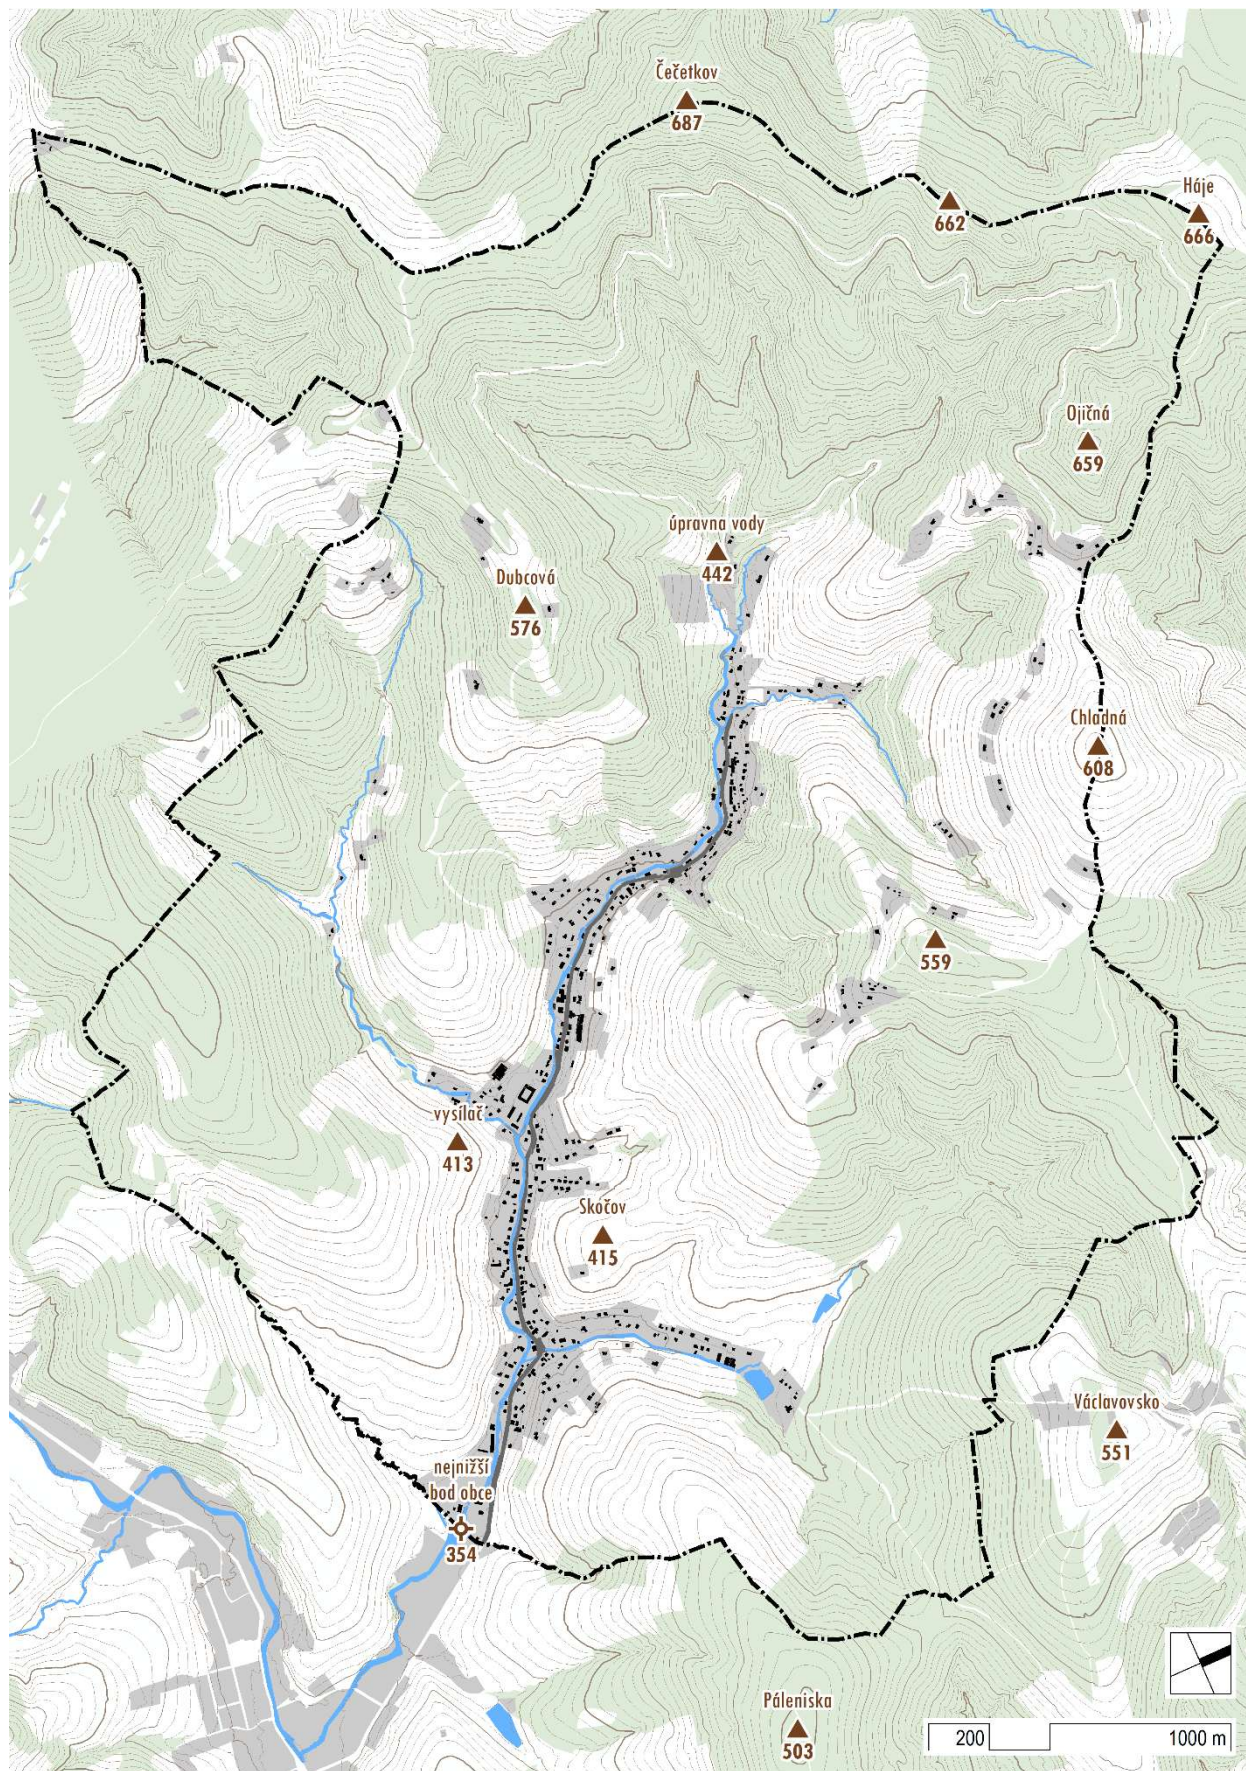 Čečetkov
687
662
Háje
666
Ojičná
659
úpravna vody
442
Dubcová
576
Chladná
608
559
vysílač
413
Skočov
415
Václavovsko
551
nejnižší
bod obce
354
Páleniska
503
200
1000 m